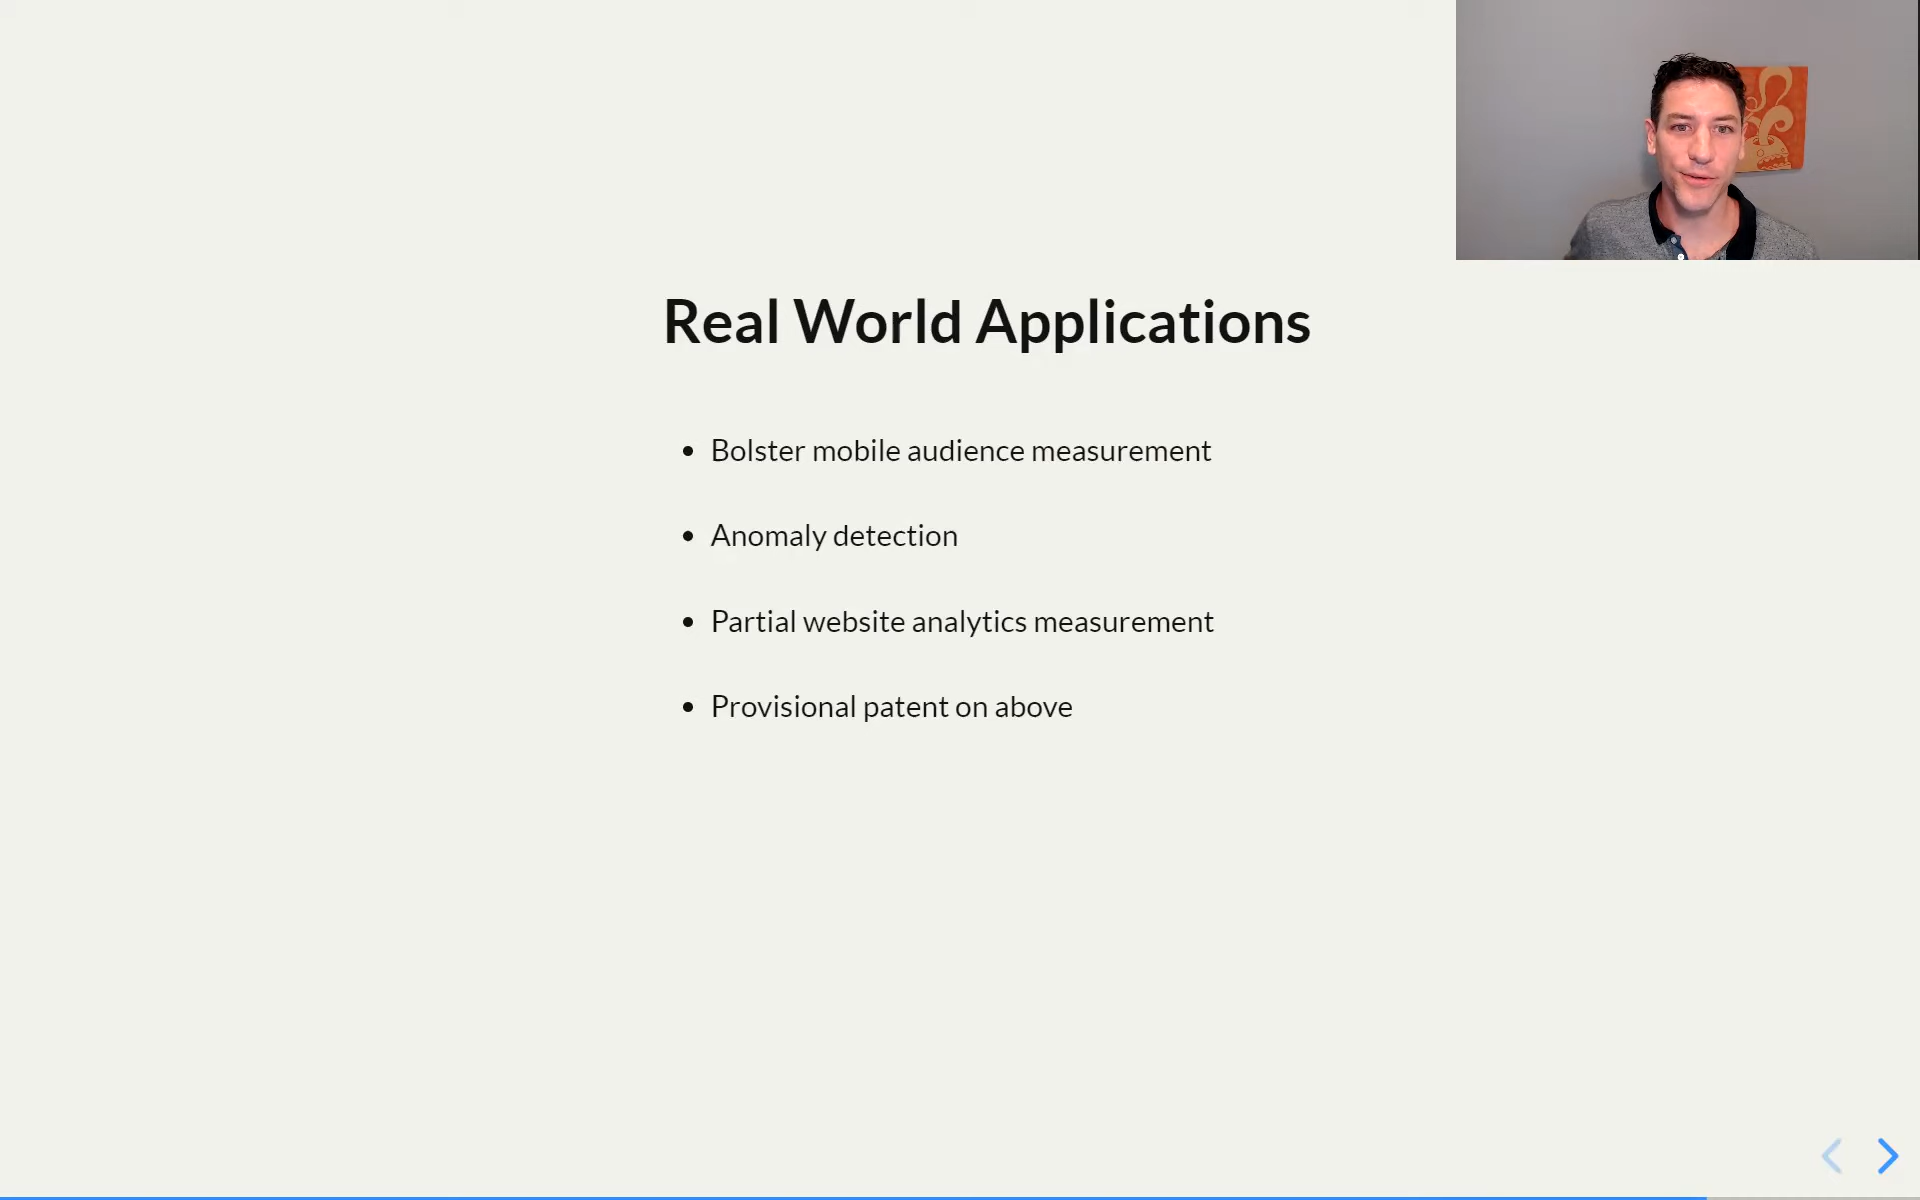 Real World Applications
Bolster mobile audience measurement
Anomaly detection
Partial website analytics measurement
Provisional patent on above